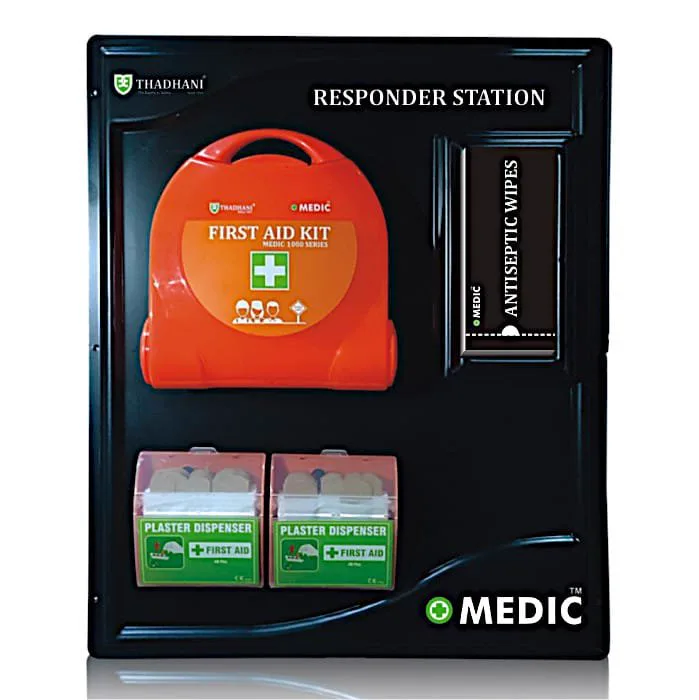 THADHANI®
RESPONDER STATION
THADHANI
MEDIC
FIRST AID KIT
MEDIC 1000 SERIES
MEDIC
ANTISEPTIC WIPES
PLASTER DISPENSER
FIRST AID
PLASTER DISPENSER
FIRST AID
MEDIC™